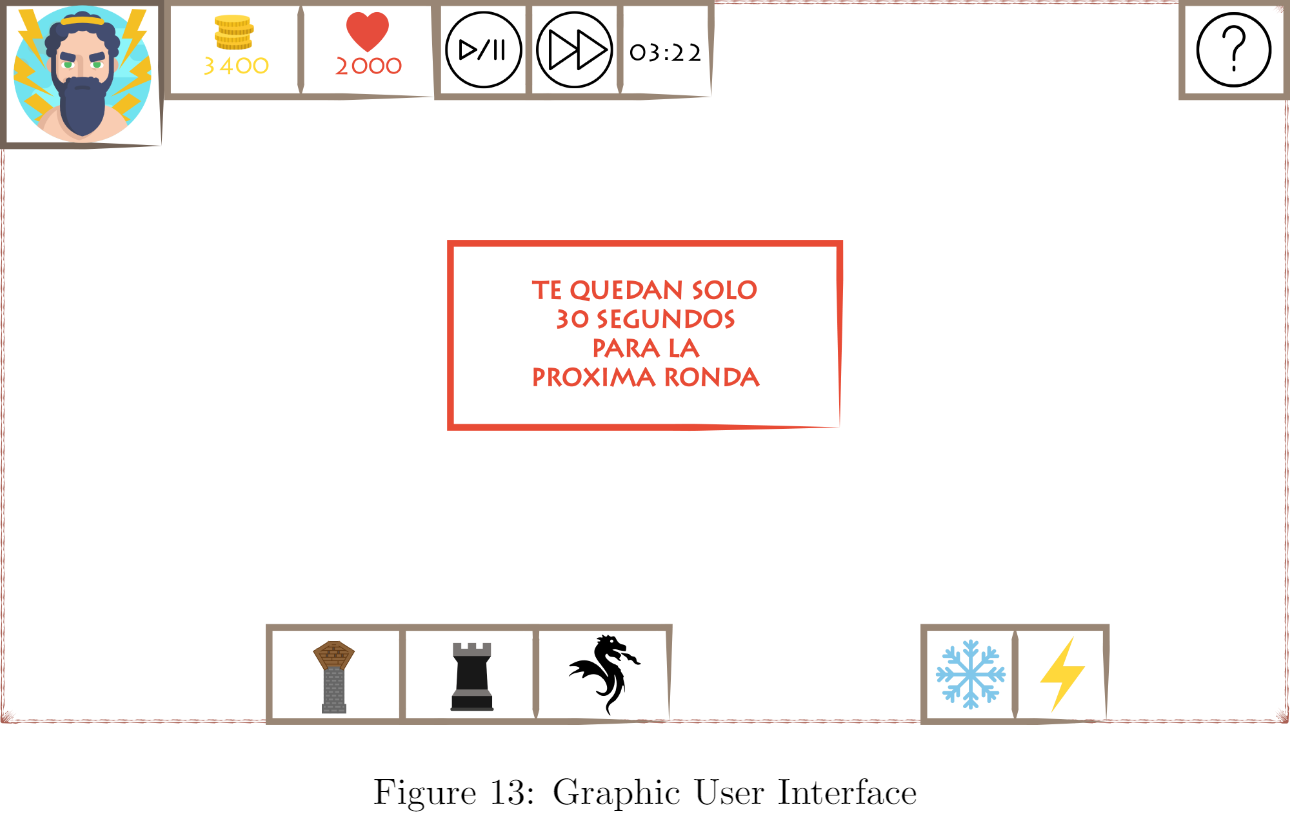 3400
2000
03:22
?
TE QUEDAN SOLO
30 SEGUNDOS
PARA LA
PROXIMA RONDA
Figure 13: Graphic User Interface